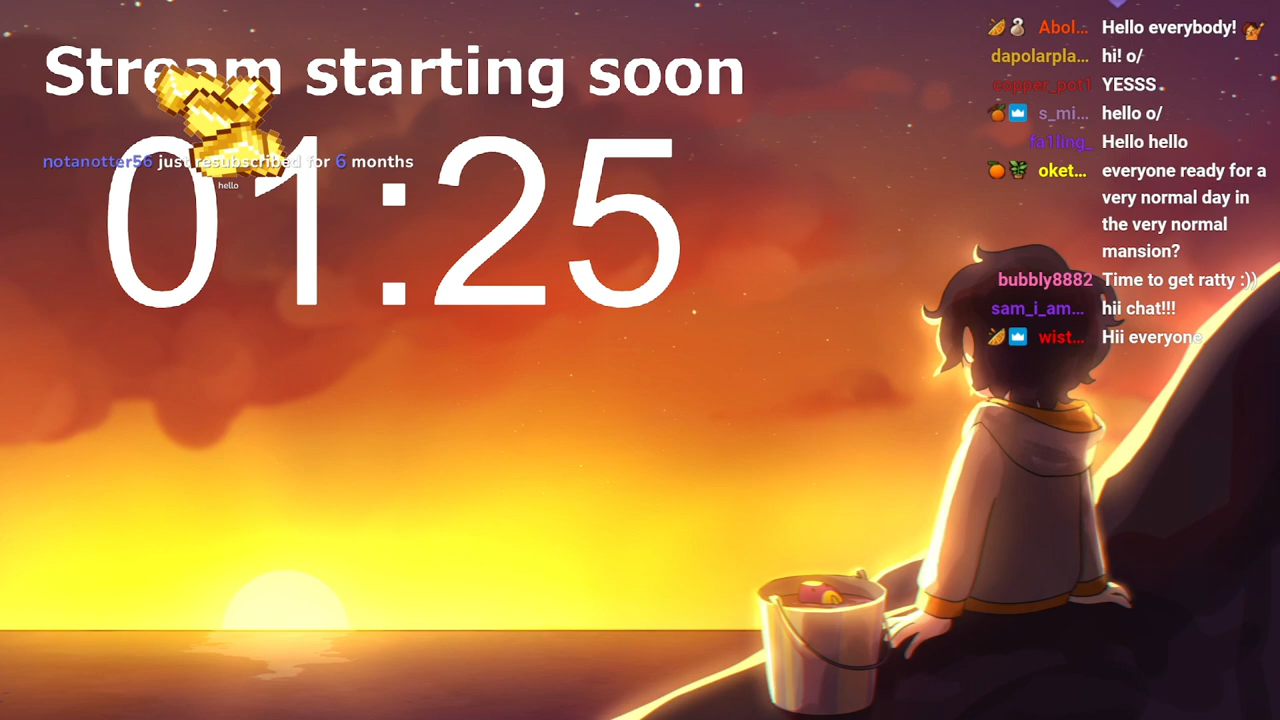 Stream starting soon
01:25
notanotter56 just resubscribed for 6 months
hello
Abol... Hello everybody!
dapolarpla... hi! o/
copper_pot1 YESSS
s_mi... hello o/
fa1ling_ Hello hello
oket... everyone ready for a
very normal day in
the very normal
mansion?
bubbly8882 Time to get ratty :))
sam_i_am... hii chat!!!
wist... Hii everyone